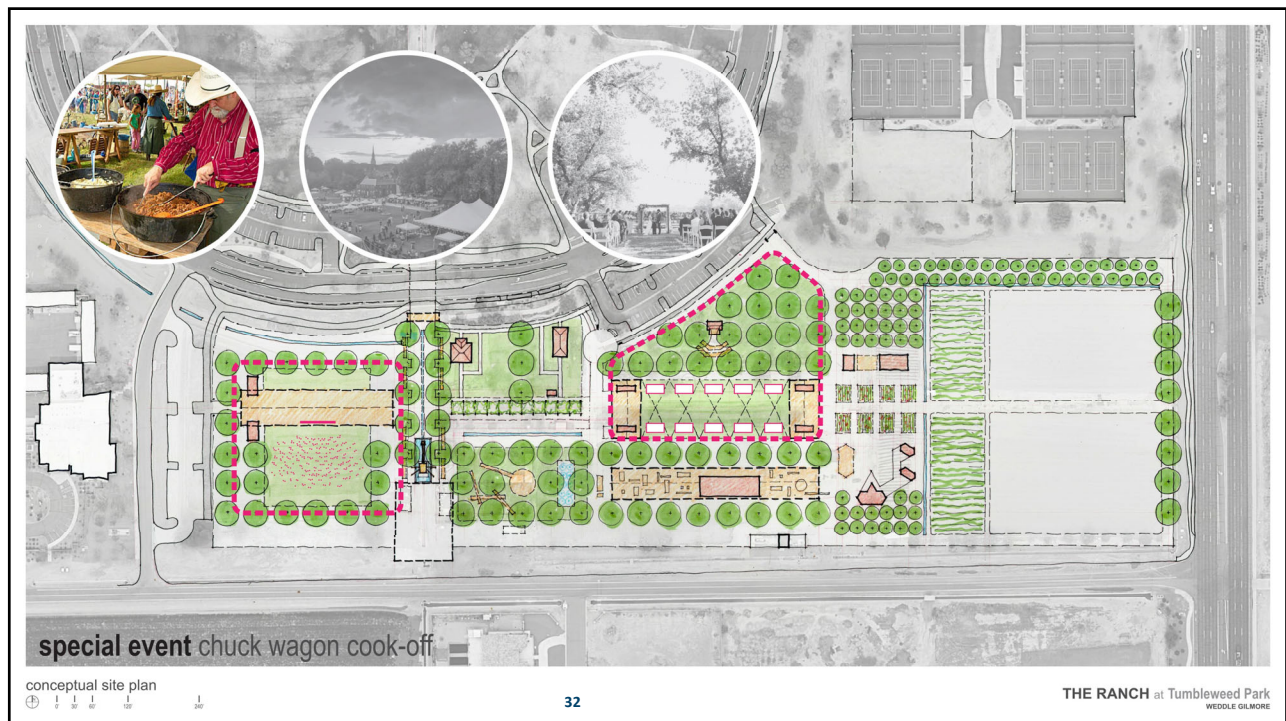 special event chuck wagon cook-off
conceptual site plan
0' 30' 60' 120' 240'
32
THE RANCH at Tumbleweed Park
WEDDLE GILMORE